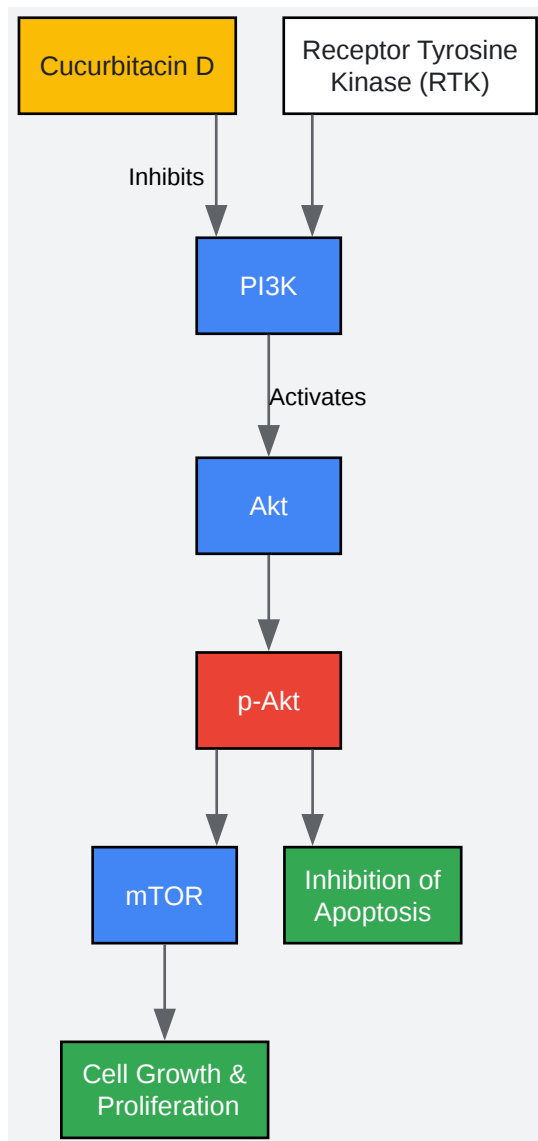 Cucurbitacin D
Receptor Tyrosine
Kinase (RTK)
Inhibits
PI3K
Activates
Akt
p-Akt
mTOR
Inhibition of
Apoptosis
Cell Growth &
Proliferation